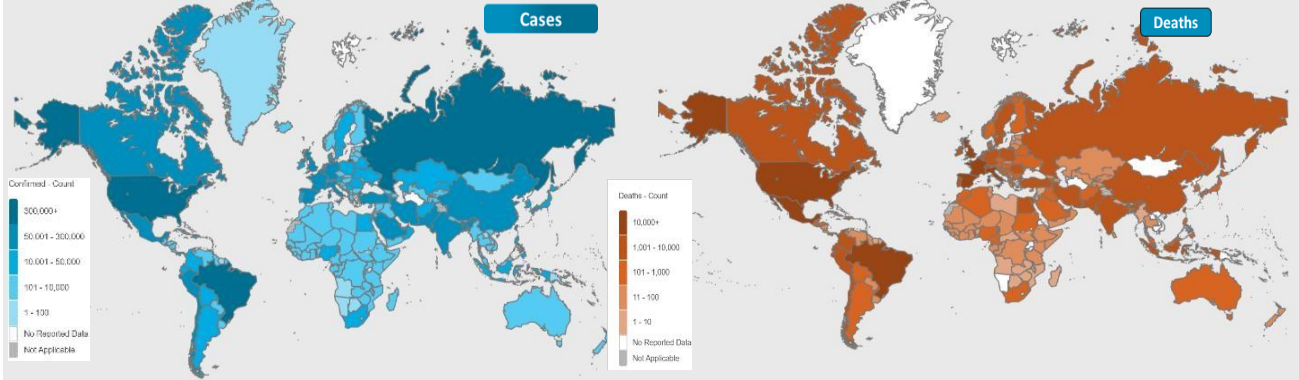 Cases
Deaths
Confirmed - Count
300,000+
50,001 - 300,000
10,001 - 50,000
101 - 10,000
1 - 100
No Reported Data
Not Applicable
Deaths - Count
10,000+
1,001 - 10,000
101 - 1,000
11 - 100
1 - 10
No Reported Data
Not Applicable